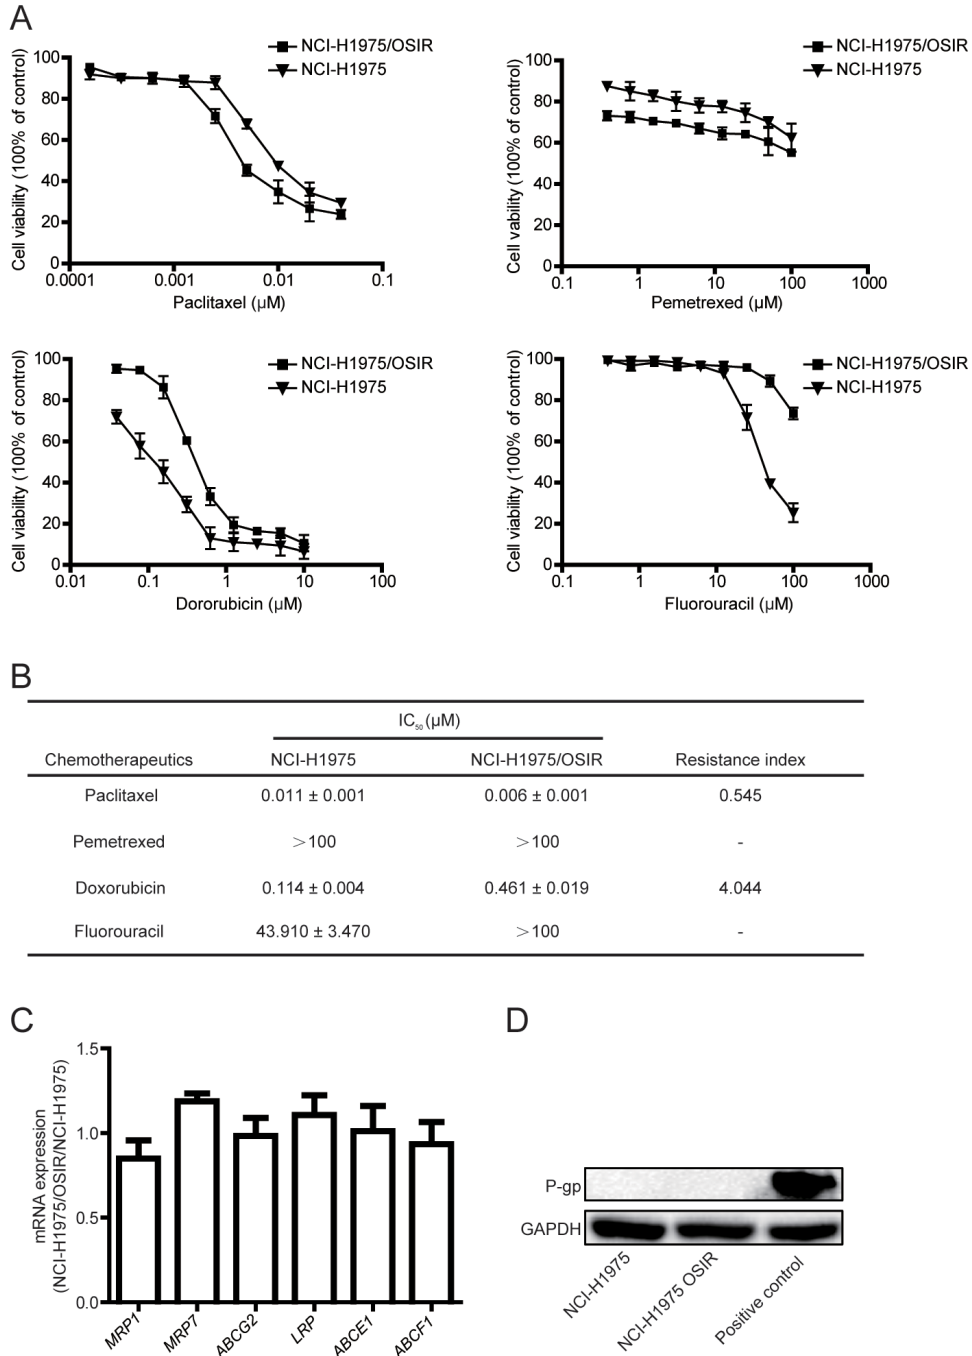 A
NCI-H1975/OSIR
NCI-H1975
Cell viability (100% of control)
100
80
60
40
20
0
0.0001
0.001
0.01
0.1
Paclitaxel (µM)
NCI-H1975/OSIR
NCI-H1975
Cell vability (100% of control)
100
80
60
40
20
0
0.1
1
10
100
1000
Pemetrexed (µM)
NCI-H1975/OSIR
NCI-H1975
Cell viability (100% of control)
100
80
60
40
20
0
0.01
0.1
1
10
100
Dororubicin (µM)
NCI-H1975/OSIR
NCI-H1975
Cell viability (100% of control)
100
80
60
40
20
0
0.1
1
10
100
1000
Fluorouracil (µM)
B
IC50 (µM)
Chemotherapeutics NCI-H1975 NCI-H1975/OSIR Resistance index
Paclitaxel 0.011 ± 0.001 0.006 ± 0.001 0.545
Pemetrexed >100 >100 -
Doxorubicin 0.114 ± 0.004 0.461 ± 0.019 4.044
Fluorouracil 43.910 ± 3.470 >100 -
C
mRNA expression
(NCI-H1975/OSIR/NCI-H1975)
1.5
1.0
0.5
0.0
MRP1
MRP7
ABCG2
LRP
ABCE1
ABCF1
D
P-gp
GAPDH
NCI-H1975
NCI-H1975 OSIR
Positive control